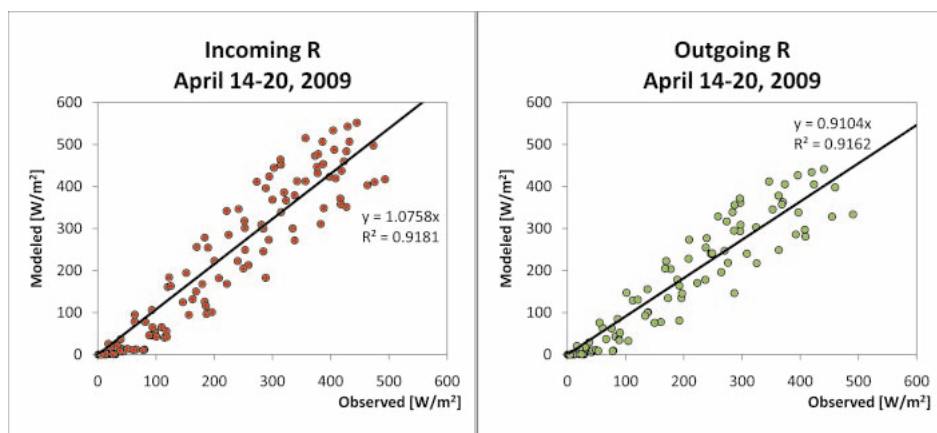 Incoming R
April 14-20, 2009
600
500
400
300
200
100
0
Modeled [W/m²]
y = 1.0758x
R² = 0.9181
0 100 200 300 400 500 600
Observed [W/m²]
Outgoing R
April 14-20, 2009
600
500
400
300
200
100
0
Modeled [W/m²]
y = 0.9104x
R² = 0.9162
0 100 200 300 400 500 600
Observed [W/m²]